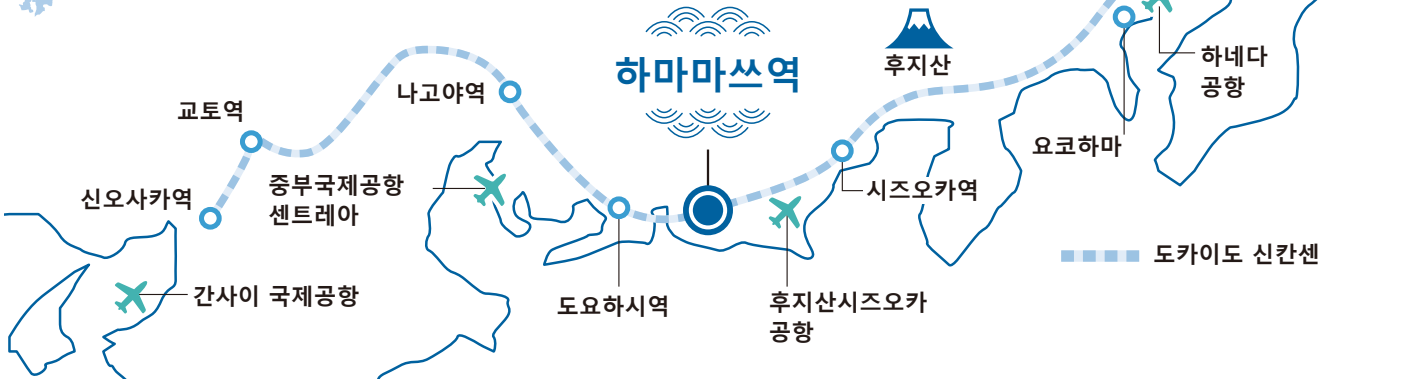 하마마쓰역
후지산
하네다
공항
나고야역
교토역
요코하마
중부국제공항
센트레아
신오사카역
시즈오카역
도카이도 신칸센
간사이 국제공항
도요하시역
후지산시즈오카
공항